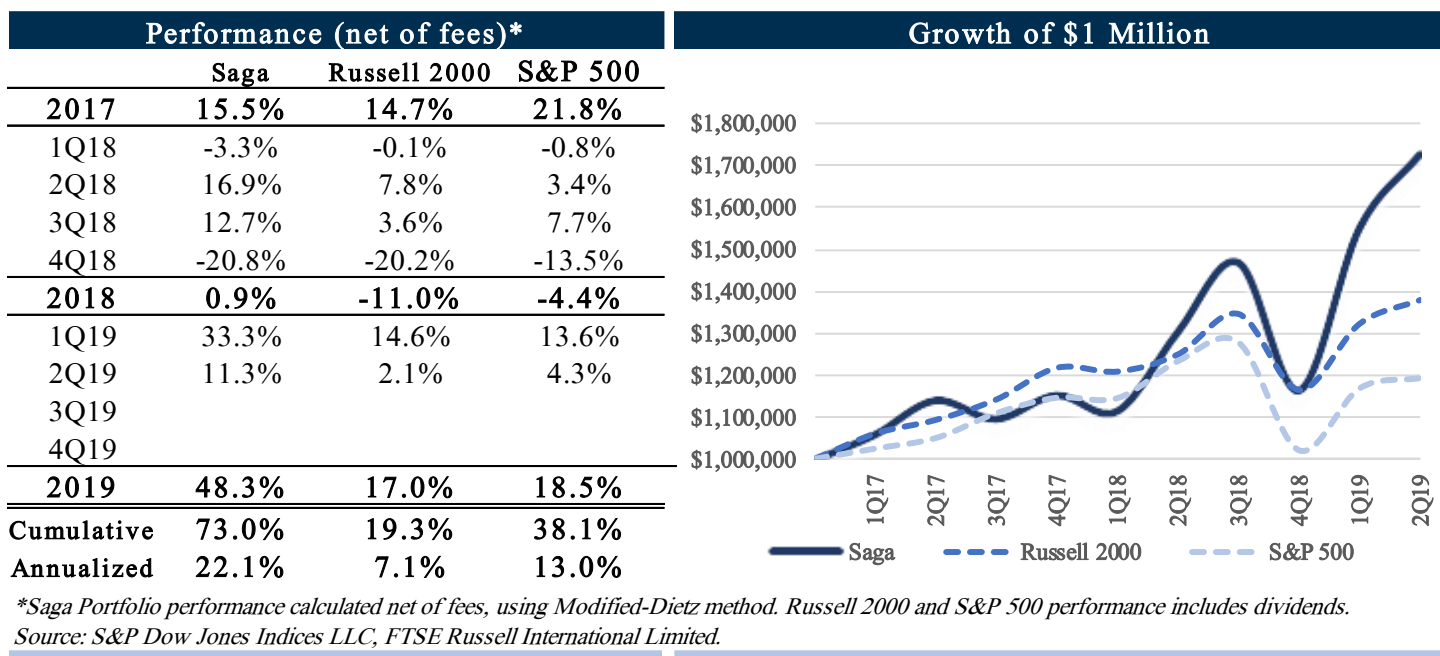 Performance (net of fees)*
Saga Russell 2000 S&P 500
2017 15.5% 14.7% 21.8%
1Q18 -3.3% -0.1% -0.8%
2Q18 16.9% 7.8% 3.4%
3Q18 12.7% 3.6% 7.7%
4Q18 -20.8% -20.2% -13.5%
2018 0.9% -11.0% -4.4%
1Q19 33.3% 14.6% 13.6%
2Q19 11.3% 2.1% 4.3%
3Q19
4Q19
2019 48.3% 17.0% 18.5%
Cumulative 73.0% 19.3% 38.1%
Annualized 22.1% 7.1% 13.0%
Growth of $1 Million
$1,800,000
$1,700,000
$1,600,000
$1,500,000
$1,400,000
$1,300,000
$1,200,000
$1,100,000
$1,000,000
1Q17 2Q17 3Q17 4Q17 1Q18 2Q18 3Q18 4Q18 1Q19 2Q19
Saga Russell 2000 S&P 500
*Saga Portfolio performance calculated net of fees, using Modified-Dietz method. Russell 2000 and S&P 500 performance includes dividends.
Source: S&P Dow Jones Indices LLC, FTSE Russell International Limited.